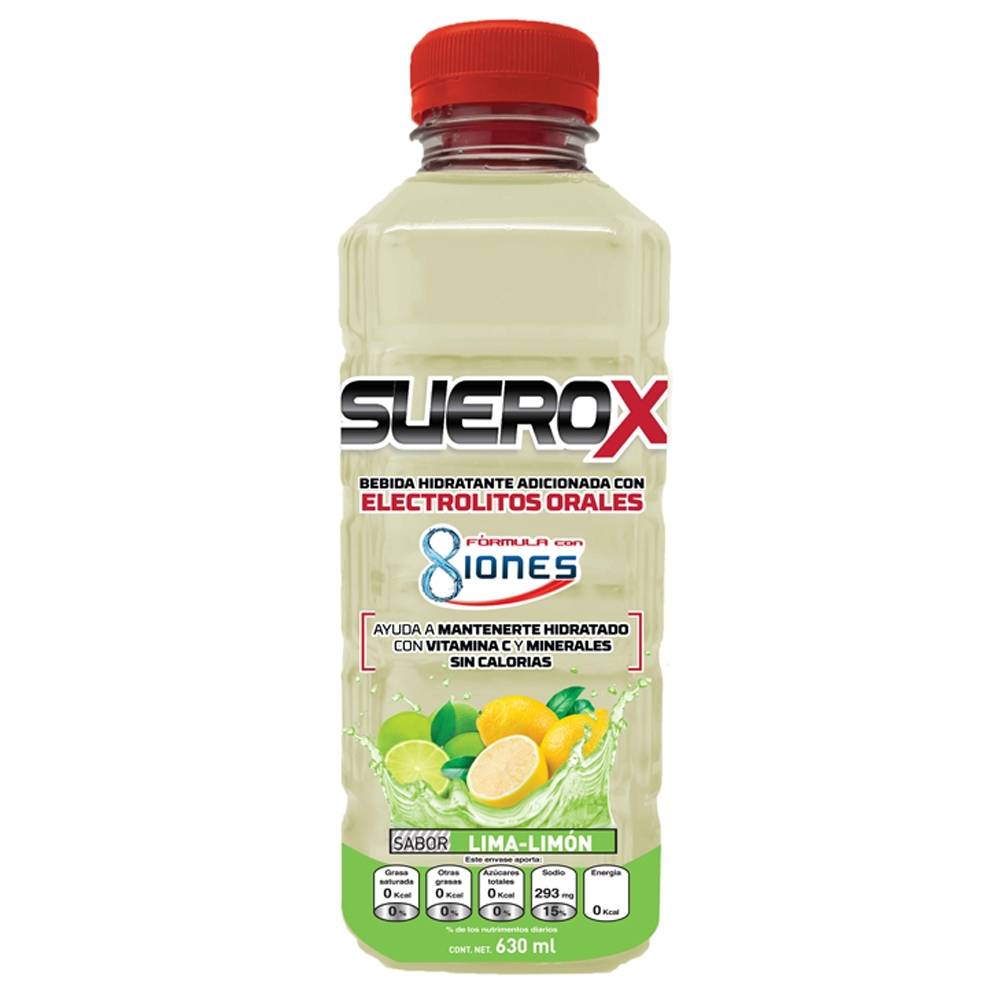 SUEROX
BEBIDA HIDRATANTE ADICIONADA CON
ELECTROLITOS ORALES
FÓRMULA con
8IONES
AYUDA A MANTENERTE HIDRATADO
CON VITAMINA C Y MINERALES
SIN CALORIAS
SABOR LIMA-LIMÓN
Este envase aporta:
Grasa saturada 0 Kcal 0%
Otras grasas 0 Kcal 0%
Azúcares totales 0 Kcal 0%
Sodio 293 mg 15%
Energía 0 Kcal
% de los nutrimentos diarios
CONT. NET. 630 ml